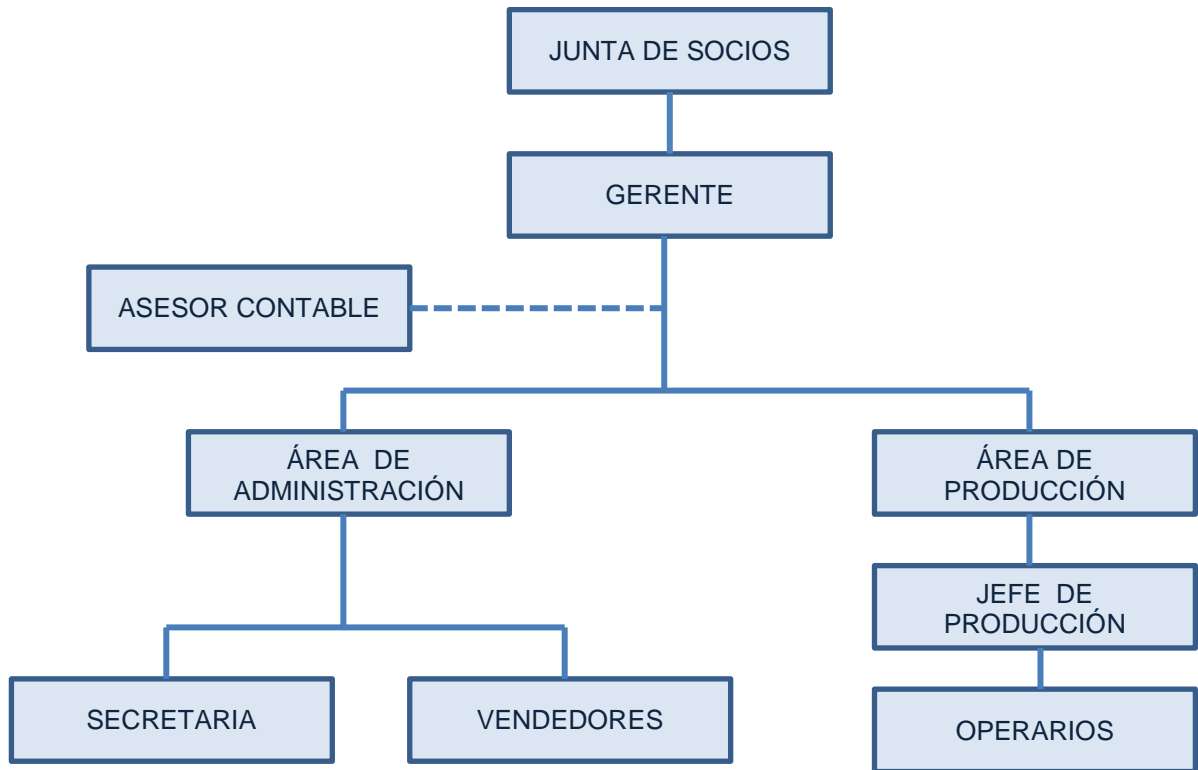 JUNTA DE SOCIOS
GERENTE
ASESOR CONTABLE
ÁREA DE
ADMINISTRACIÓN
ÁREA DE
PRODUCCIÓN
JEFE DE
PRODUCCIÓN
SECRETARIA
VENDEDORES
OPERARIOS